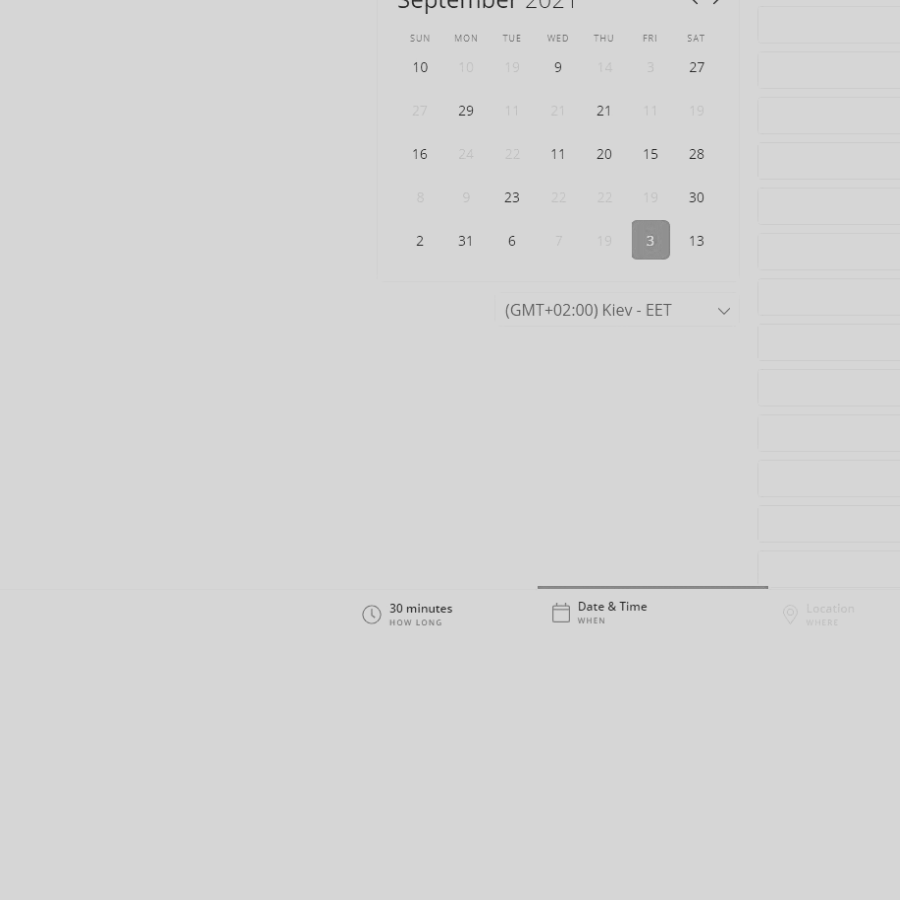 September 2021
SUN MON TUE WED THU FRI SAT
10 10 19 9 14 3 27
27 29 11 21 21 11 19
16 24 22 11 20 15 28
8 9 23 22 22 19 30
2 31 6 7 19 3 13
(GMT+02:00) Kiev - EET
30 minutes
HOW LONG
Date & Time
WHEN
Location
WHERE